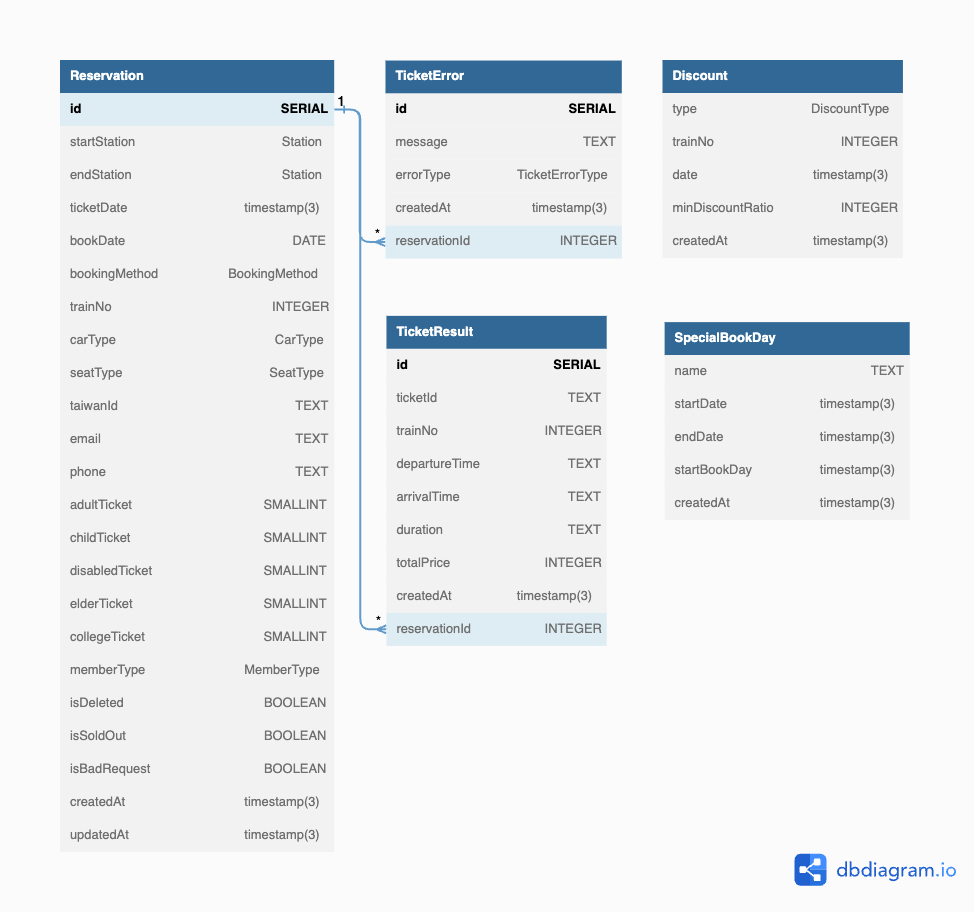 Reservation
id SERIAL
startStation Station
endStation Station
ticketDate timestamp(3)
bookDate DATE
bookingMethod BookingMethod
trainNo INTEGER
carType CarType
seatType SeatType
taiwanId TEXT
email TEXT
phone TEXT
adultTicket SMALLINT
childTicket SMALLINT
disabledTicket SMALLINT
elderTicket SMALLINT
collegeTicket SMALLINT
memberType MemberType
isDeleted BOOLEAN
isSoldOut BOOLEAN
isBadRequest BOOLEAN
createdAt timestamp(3)
updatedAt timestamp(3)
1
*
*
TicketError
id SERIAL
message TEXT
errorType TicketErrorType
createdAt timestamp(3)
reservationId INTEGER
TicketResult
id SERIAL
ticketId TEXT
trainNo INTEGER
departureTime TEXT
arrivalTime TEXT
duration TEXT
totalPrice INTEGER
createdAt timestamp(3)
reservationId INTEGER
Discount
type DiscountType
trainNo INTEGER
date timestamp(3)
minDiscountRatio INTEGER
createdAt timestamp(3)
SpecialBookDay
name TEXT
startDate timestamp(3)
endDate timestamp(3)
startBookDay timestamp(3)
createdAt timestamp(3)
dbdiagram.io